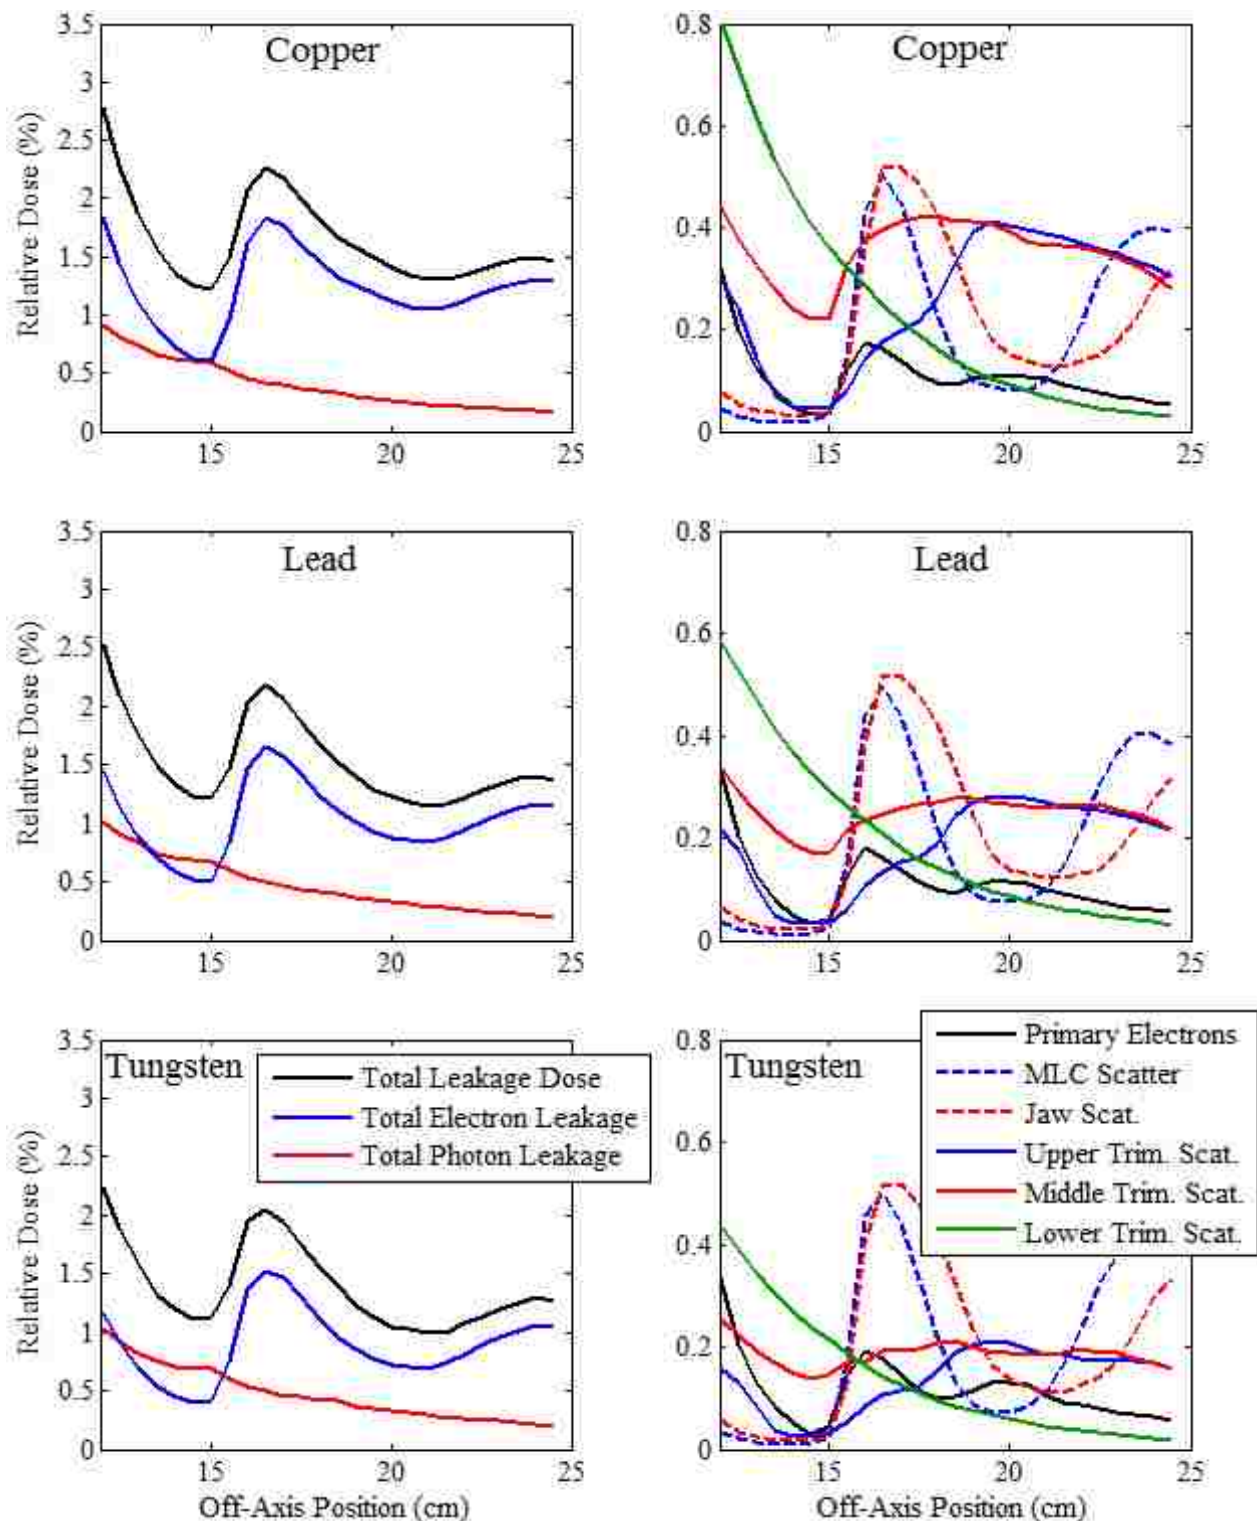 Copper
Relative Dose (%)
3.5
3
2.5
2
1.5
1
0.5
0
15
20
25
Copper
0.8
0.6
0.4
0.2
0
15
20
25
Lead
Relative Dose (%)
3.5
3
2.5
2
1.5
1
0.5
0
15
20
25
Lead
0.8
0.6
0.4
0.2
0
15
20
25
Tungsten
Relative Dose (%)
3.5
3
2.5
2
1.5
1
0.5
0
15
20
25
Off-Axis Position (cm)
Total Leakage Dose
Total Electron Leakage
Total Photon Leakage
Tungsten
0.8
0.6
0.4
0.2
0
15
20
25
Off-Axis Position (cm)
Primary Electrons
MLC Scatter
Jaw Scat.
Upper Trim. Scat.
Middle Trim. Scat.
Lower Trim. Scat.